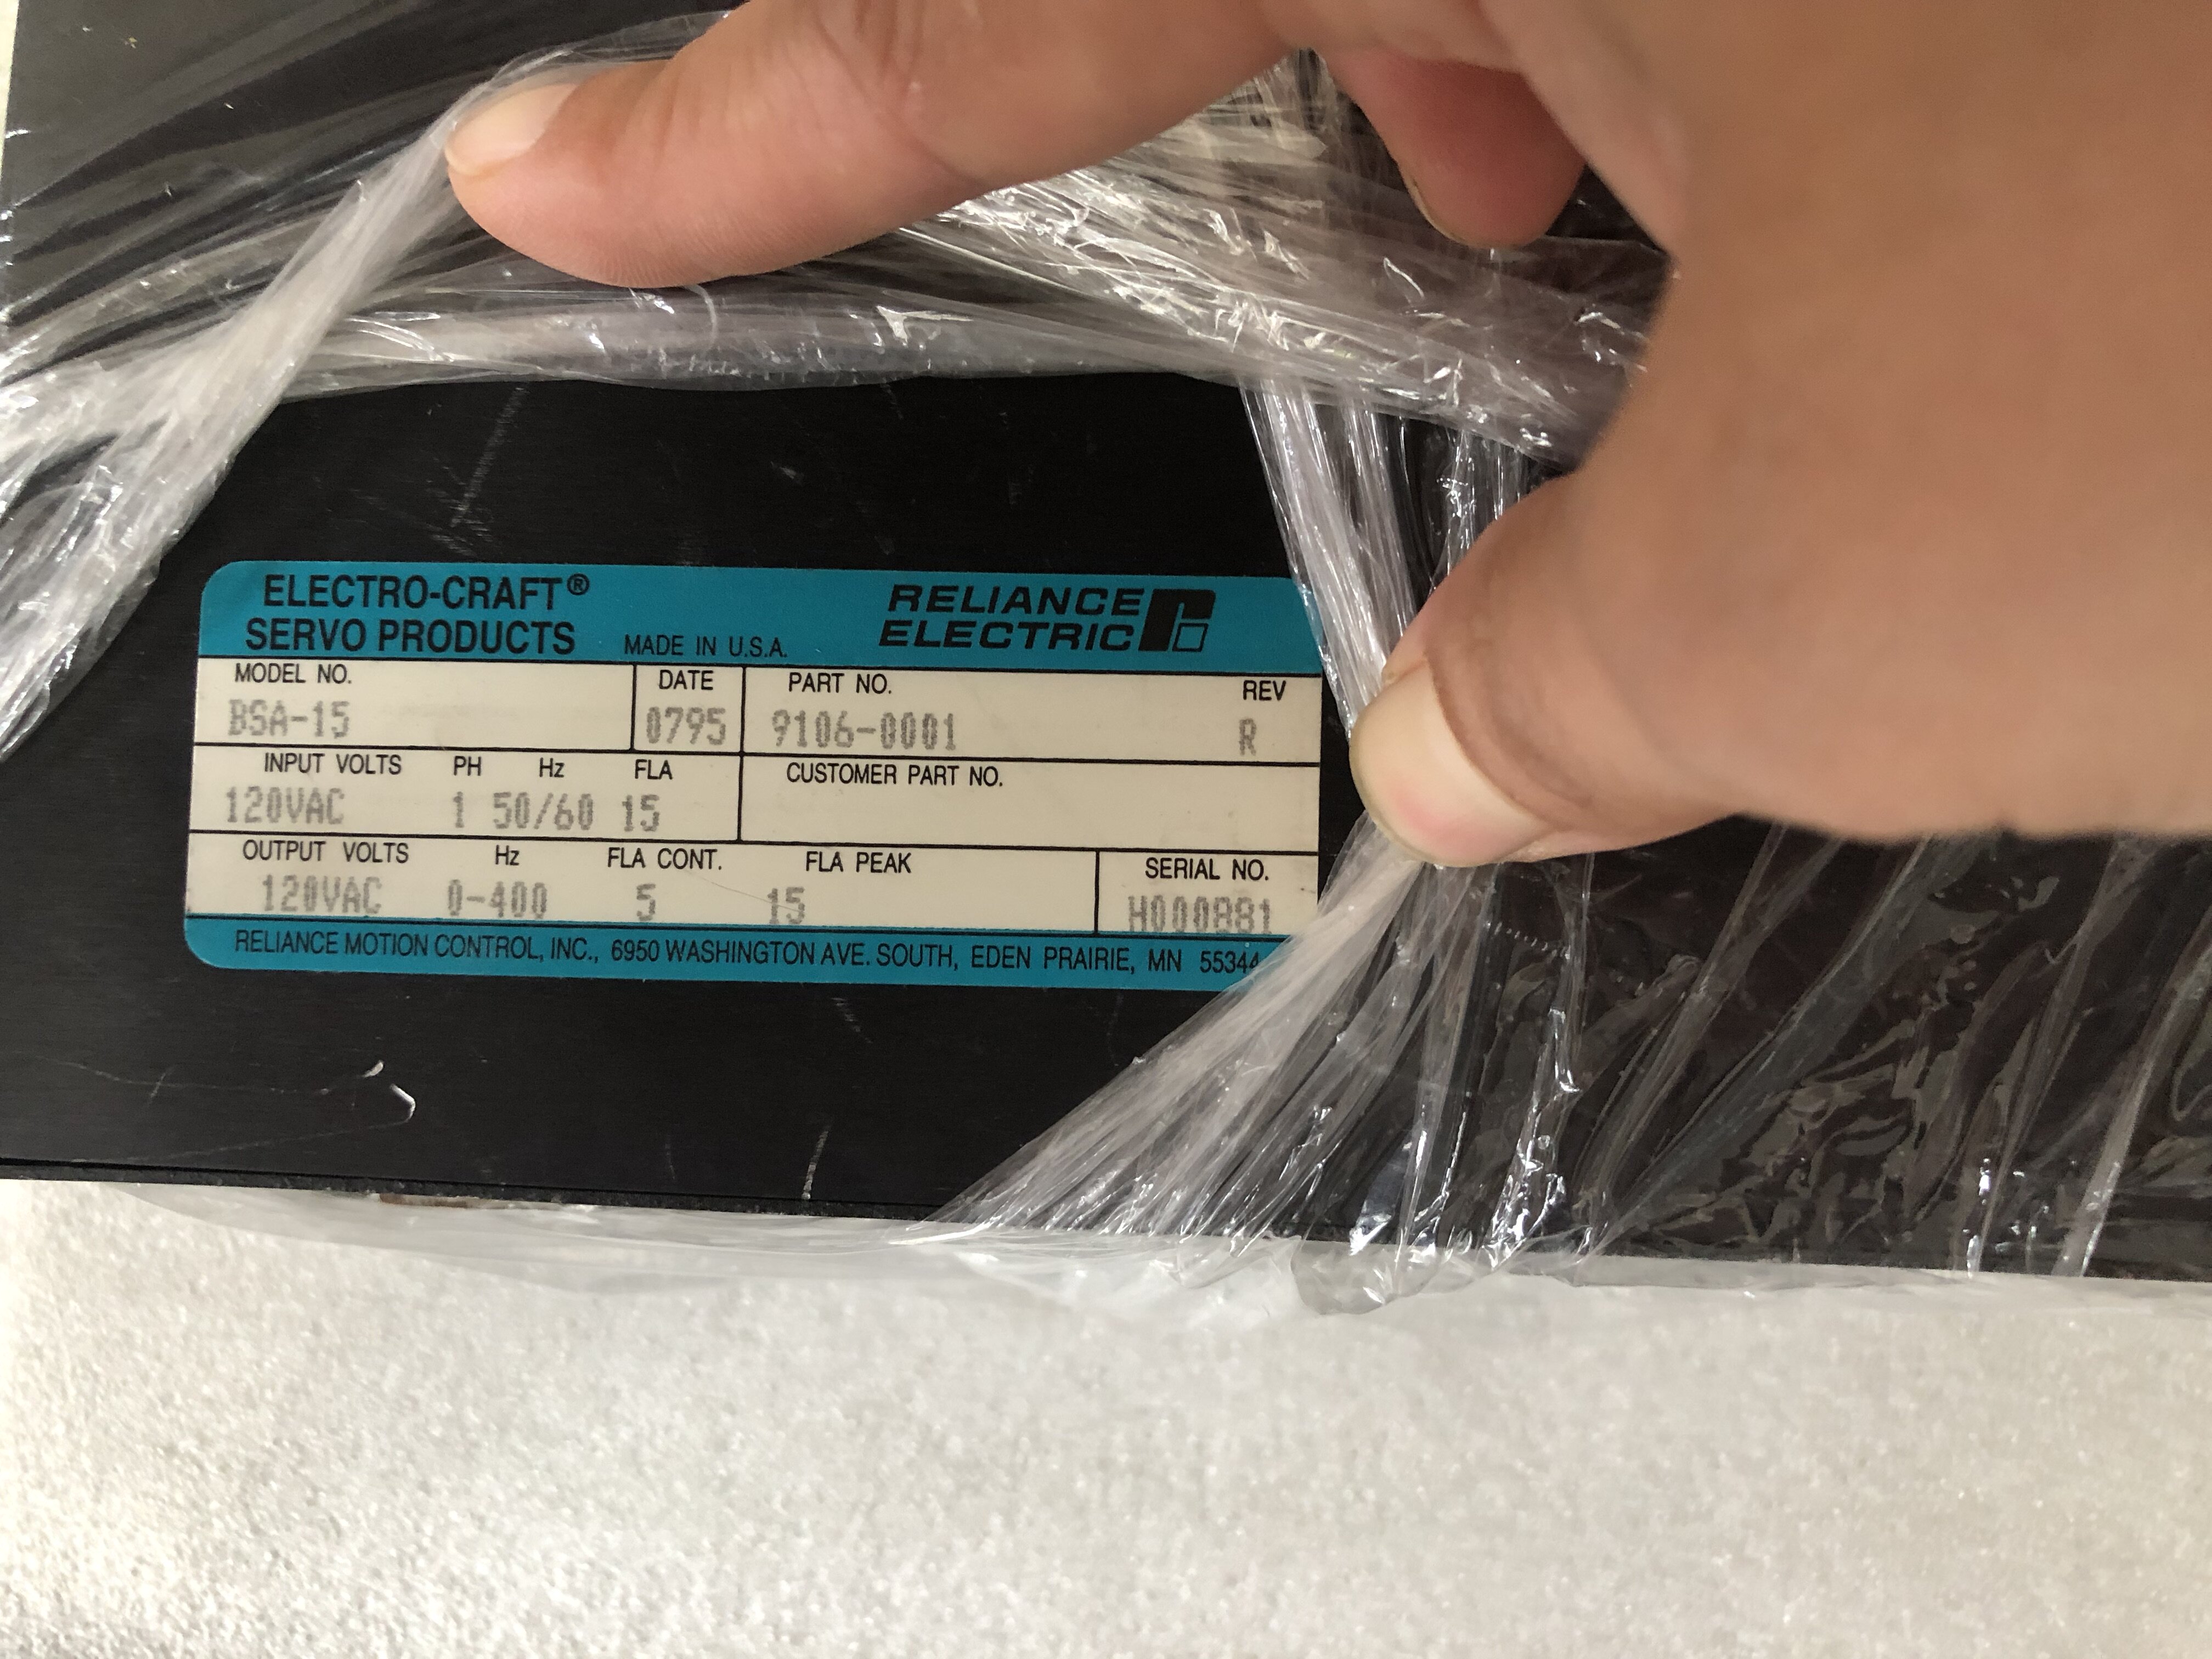 ELECTRO-CRAFT®
SERVO PRODUCTS MADE IN U.S.A.
RELIANCE
ELECTRIC
MODEL NO. DATE PART NO. REV
BSA-15 0795 9106-0001 R
INPUT VOLTS PH Hz FLA CUSTOMER PART NO.
120VAC 1 50/60 15
OUTPUT VOLTS Hz FLA CONT. FLA PEAK SERIAL NO.
120VAC 0-400 5 15 H000881
RELIANCE MOTION CONTROL, INC., 6950 WASHINGTON AVE. SOUTH, EDEN PRAIRIE, MN 55344